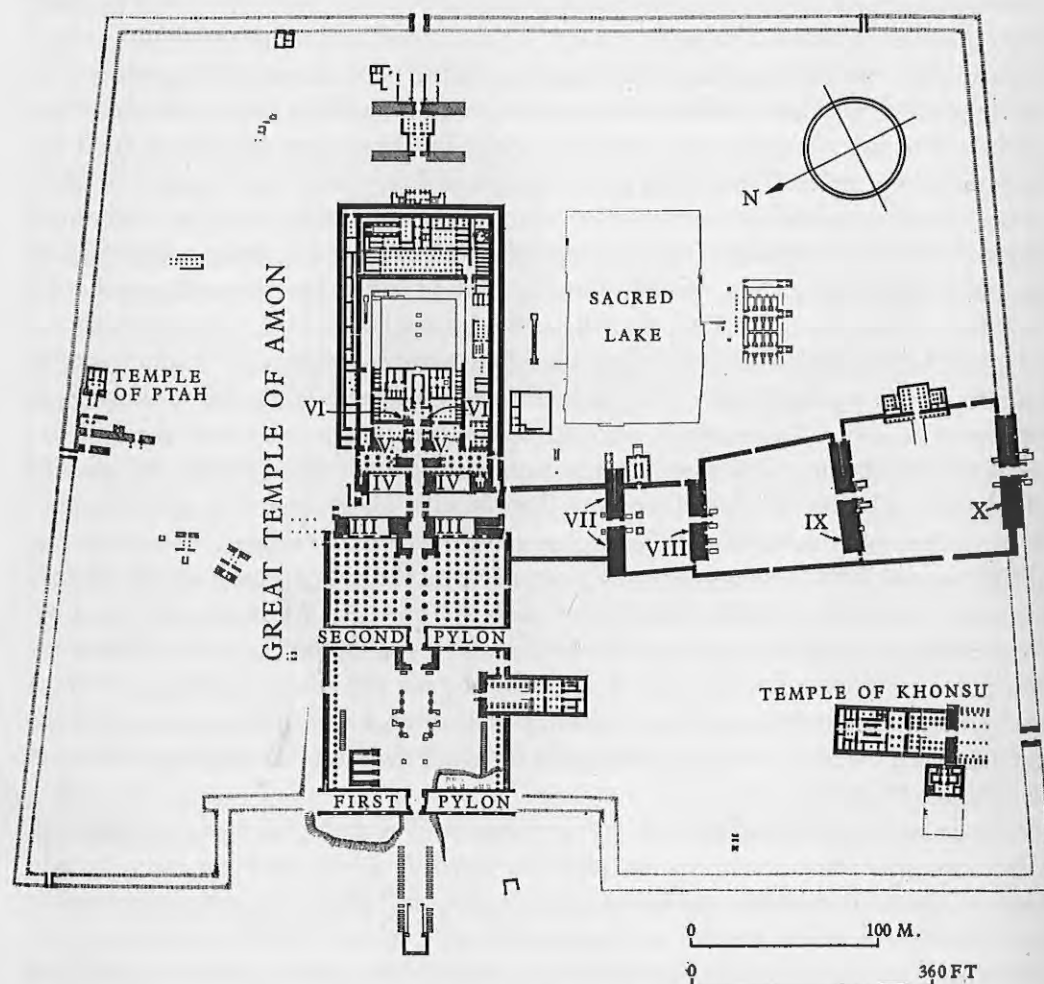 N
SACRED
LAKE
GREAT TEMPLE OF AMON
TEMPLE
OF PTAH
VI VI
V V
IV IV
III III
VII
VIII
IX
X
SECOND PYLON
TEMPLE OF KHONSU
FIRST PYLON
0 100 M.
0 360 FT